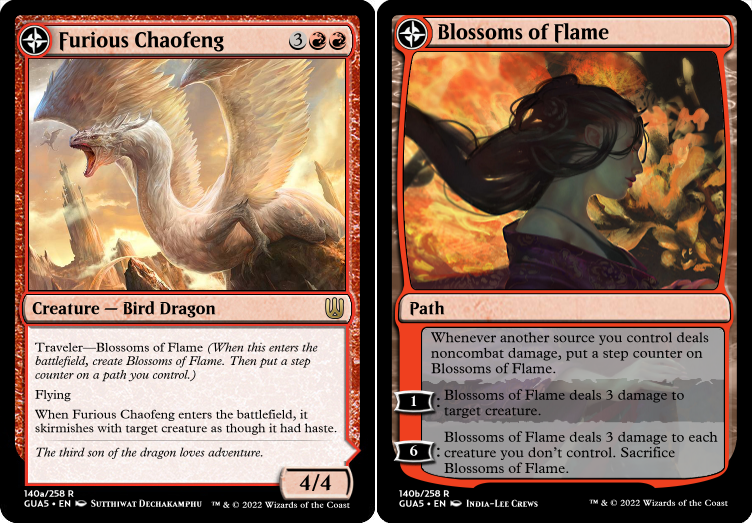 Furious Chaofeng
3
Creature — Bird Dragon
Traveler—Blossoms of Flame (When this enters the
battlefield, create Blossoms of Flame. Then put a step
counter on a path you control.)
Flying
When Furious Chaofeng enters the battlefield, it
skirmishes with target creature as though it had haste.
The third son of the dragon loves adventure.
4/4
140a/258 R
GUA5 • EN Sutthiwat Dechakamphu
™ & © 2022 Wizards of the Coast
Blossoms of Flame
Path
Whenever another source you control deals
noncombat damage, put a step counter on
Blossoms of Flame.
1 : Blossoms of Flame deals 3 damage to
target creature.
Blossoms of Flame deals 3 damage to each
6 : creature you don't control. Sacrifice
Blossoms of Flame.
140b/258 R
GUA5 • EN India-Lee Crews
™ & © 2022 Wizards of the Coast